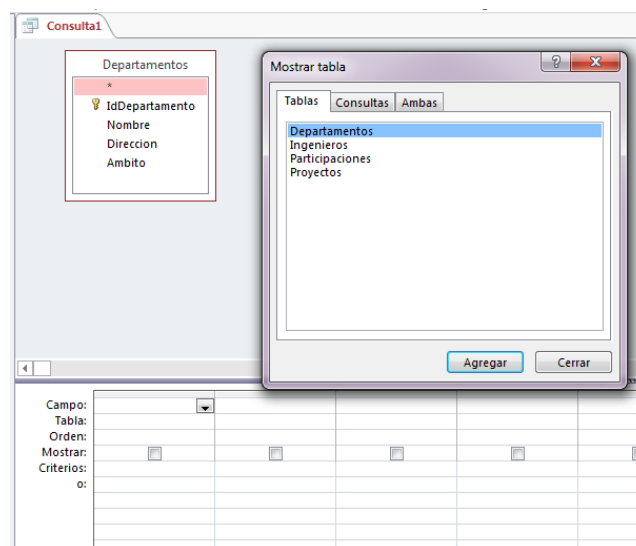 Consulta1
Departamentos
*
IdDepartamento
Nombre
Direccion
Ambito
Mostrar tabla
?
Tablas Consultas Ambas
Departamentos
Ingenieros
Participaciones
Proyectos
Agregar Cerrar
Campo:
Tabla:
Orden:
Mostrar:
Criterios:
o: